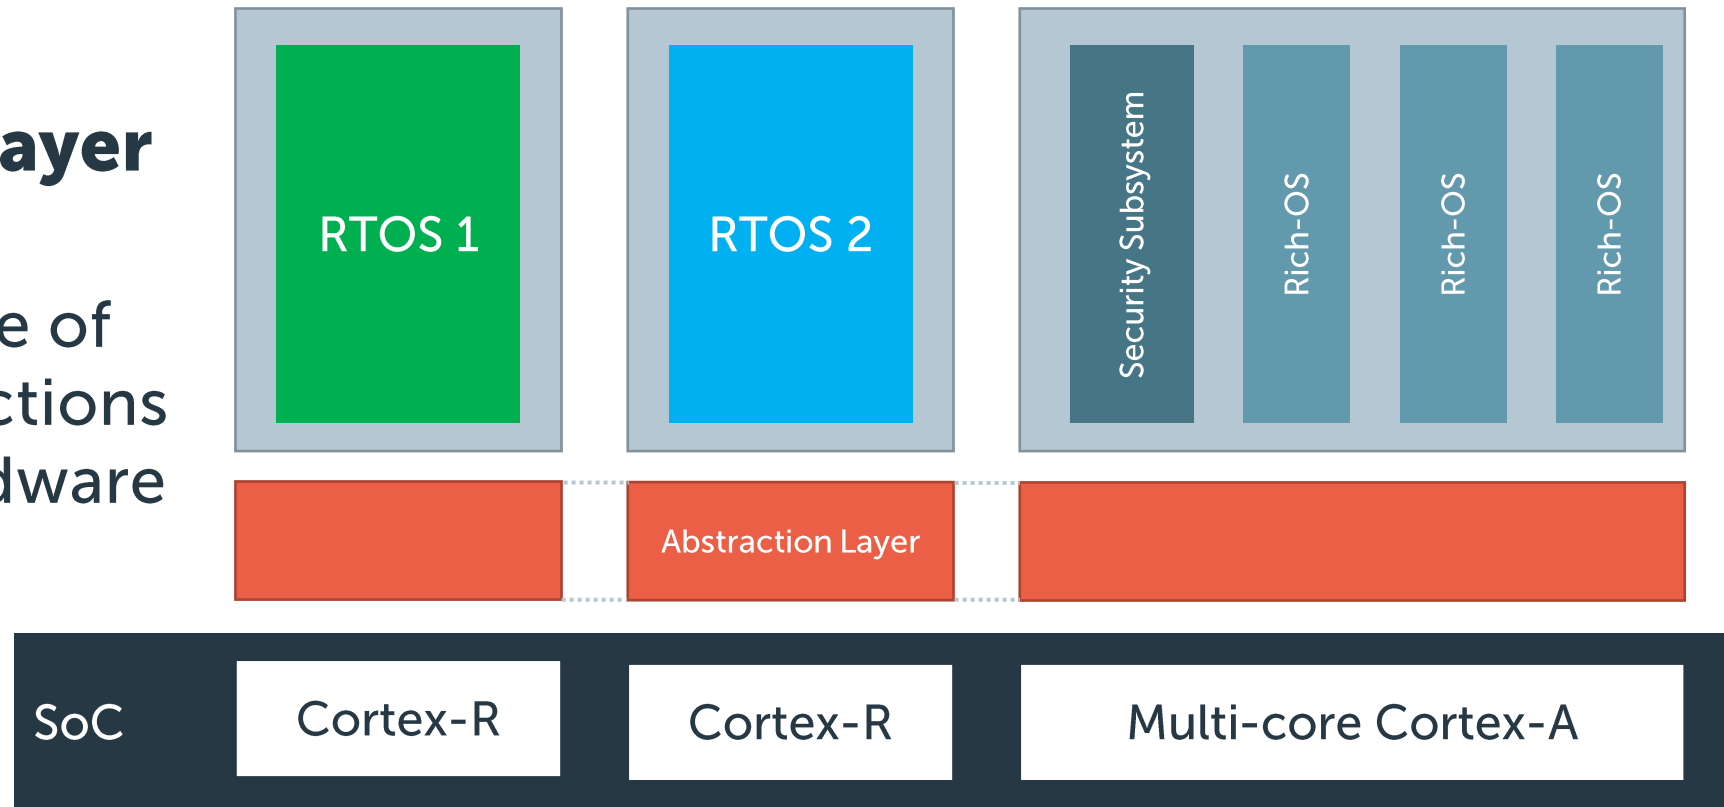 ayer
e of
ctions
dware
RTOS 1
RTOS 2
Security Subsystem
Rich-OS
Rich-OS
Rich-OS
Abstraction Layer
SoC
Cortex-R
Cortex-R
Multi-core Cortex-A